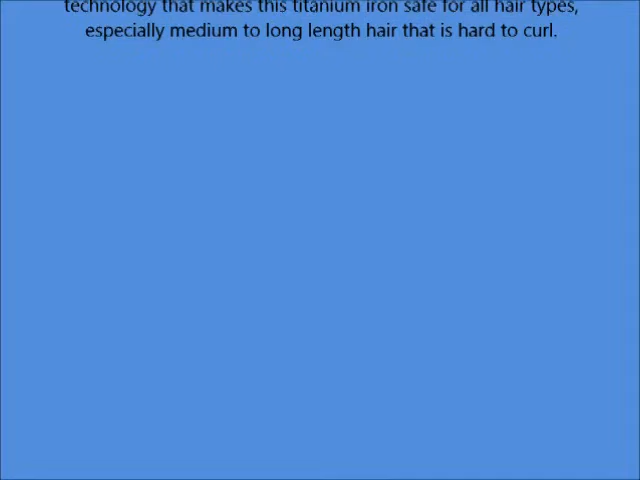 technology that makes this titanium iron safe for all hair types,
especially medium to long length hair that is hard to curl.